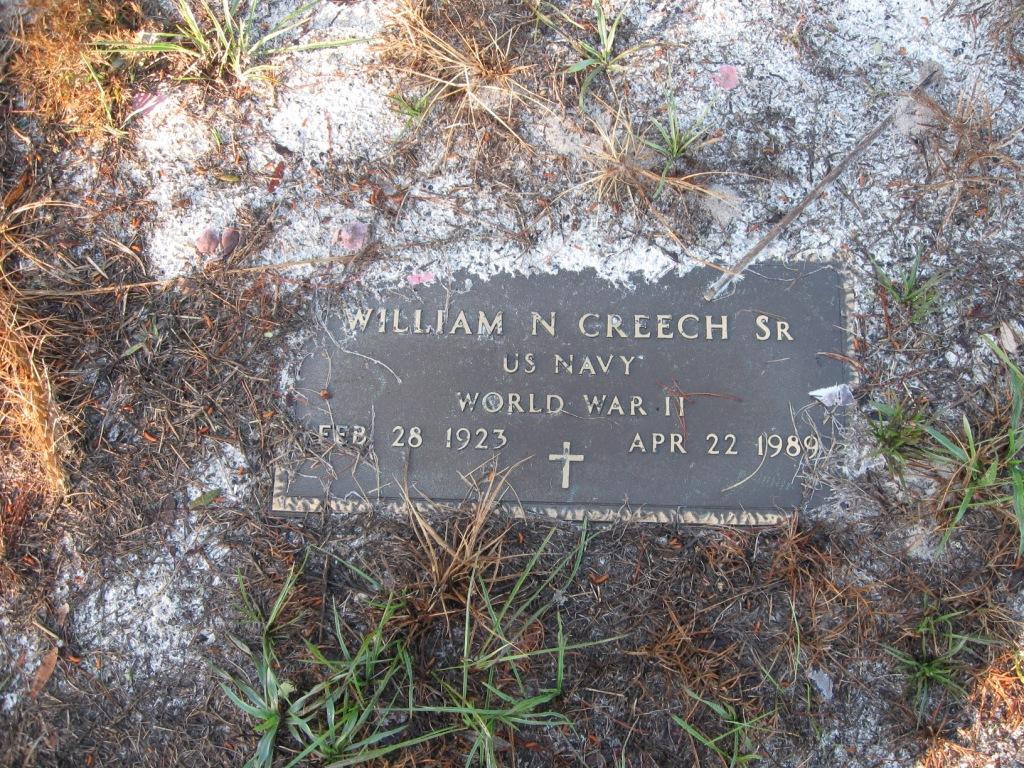 WILLIAM N CREECH SR
US NAVY
WORLD WAR II
FEB 28 1923 APR 22 1989